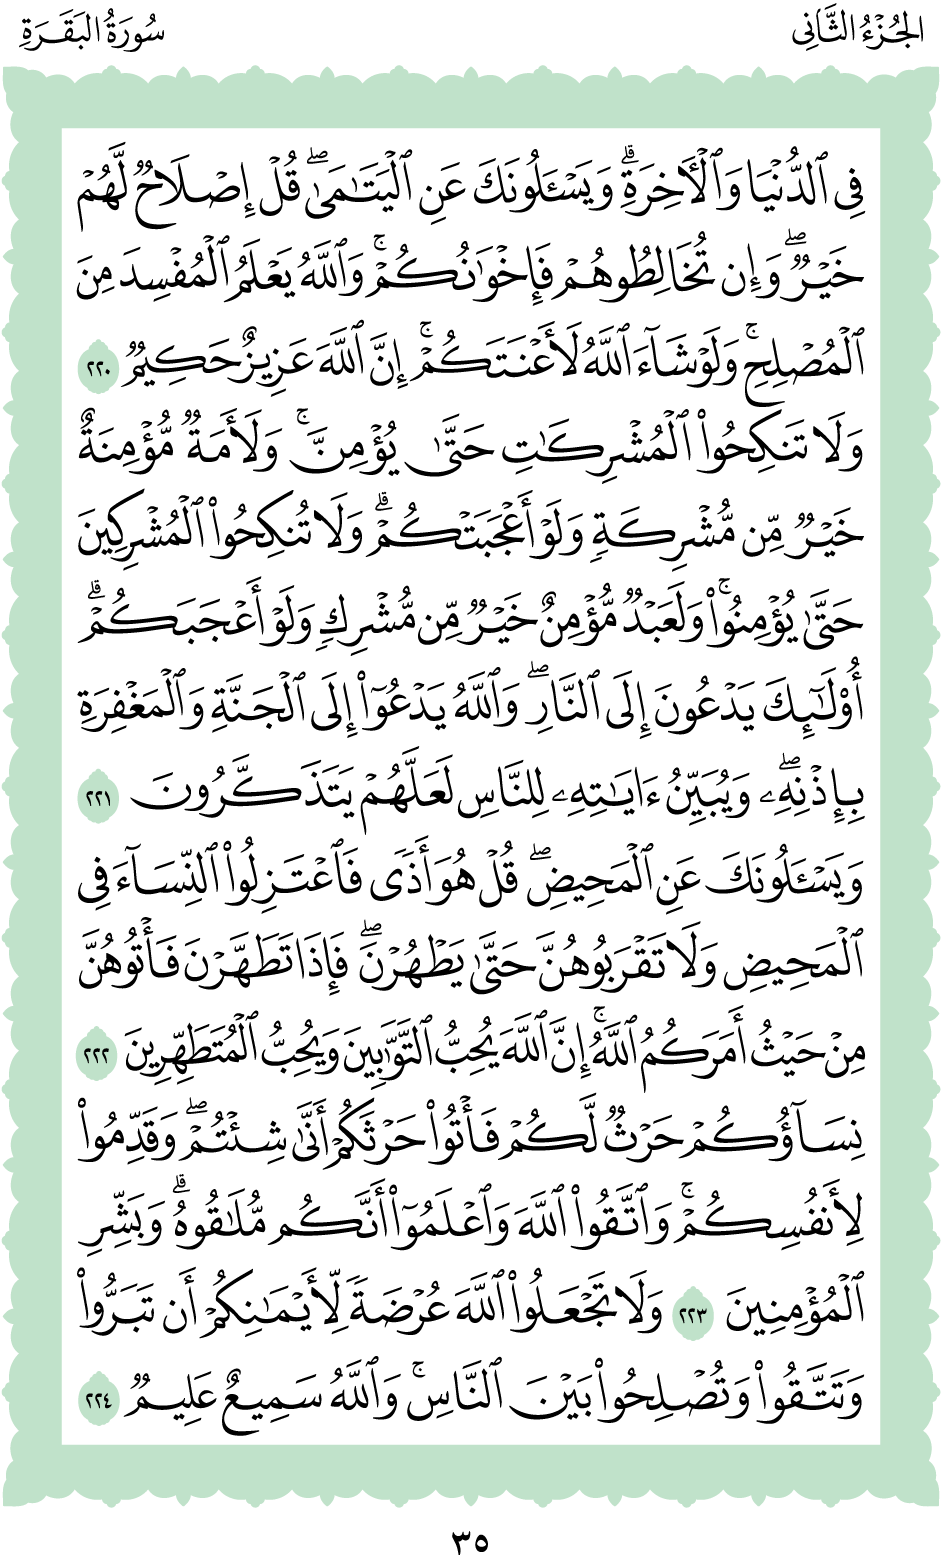 الجُزْءُ الثَّانِي
سُورَةُ البَقَرَةِ
فِي ٱلدُّنۡيَا وَٱلۡأٓخِرَةِۗ وَيَسۡـَٔلُونَكَ عَنِ ٱلۡيَتَٰمَىٰۖ قُلۡ إِصۡلَاحٞ لَّهُمۡ
خَيۡرٞۖ وَإِن تُخَالِطُوهُمۡ فَإِخۡوَٰنُكُمۡۚ وَٱللَّهُ يَعۡلَمُ ٱلۡمُفۡسِدَ مِنَ
ٱلۡمُصۡلِحِۚ وَلَوۡ شَآءَ ٱللَّهُ لَأَعۡنَتَكُمۡۚ إِنَّ ٱللَّهَ عَزِيزٌ حَكِيمٞ ٢٢٠
وَلَا تَنكِحُواْ ٱلۡمُشۡرِكَٰتِ حَتَّىٰ يُؤۡمِنَّۚ وَلَأَمَةٞ مُّؤۡمِنَةٌ
خَيۡرٞ مِّن مُّشۡرِكَةٖ وَلَوۡ أَعۡجَبَتۡكُمۡۗ وَلَا تُنكِحُواْ ٱلۡمُشۡرِكِينَ
حَتَّىٰ يُؤۡمِنُواْۚ وَلَعَبۡدٞ مُّؤۡمِنٌ خَيۡرٞ مِّن مُّشۡرِكٖ وَلَوۡ أَعۡجَبَكُمۡۗ
أُوْلَٰٓئِكَ يَدۡعُونَ إِلَى ٱلنَّارِۖ وَٱللَّهُ يَدۡعُوٓاْ إِلَى ٱلۡجَنَّةِ وَٱلۡمَغۡفِرَةِ
بِإِذۡنِهِۦۖ وَيُبَيِّنُ ءَايَٰتِهِۦ لِلنَّاسِ لَعَلَّهُمۡ يَتَذَكَّرُونَ ٢٢١
وَيَسۡـَٔلُونَكَ عَنِ ٱلۡمَحِيضِۖ قُلۡ هُوَ أَذٗى فَٱعۡتَزِلُواْ ٱلنِّسَآءَ فِي
ٱلۡمَحِيضِ وَلَا تَقۡرَبُوهُنَّ حَتَّىٰ يَطۡهُرۡنَۖ فَإِذَا تَطَهَّرۡنَ فَأۡتُوهُنَّ
مِنۡ حَيۡثُ أَمَرَكُمُ ٱللَّهُۚ إِنَّ ٱللَّهَ يُحِبُّ ٱلتَّوَّٰبِينَ وَيُحِبُّ ٱلۡمُتَطَهِّرِينَ ٢٢٢
نِسَآؤُكُمۡ حَرۡثٞ لَّكُمۡ فَأۡتُواْ حَرۡثَكُمۡ أَنَّىٰ شِئۡتُمۡۖ وَقَدِّمُواْ
لِأَنفُسِكُمۡۚ وَٱتَّقُواْ ٱللَّهَ وَٱعۡلَمُوٓاْ أَنَّكُم مُّلَٰقُوهُۗ وَبَشِّرِ
ٱلۡمُؤۡمِنِينَ ٢٢٣ وَلَا تَجۡعَلُواْ ٱللَّهَ عُرۡضَةٗ لِّأَيۡمَٰنِكُمۡ أَن تَبَرُّواْ
وَتَتَّقُواْ وَتُصۡلِحُواْ بَيۡنَ ٱلنَّاسِۚ وَٱللَّهُ سَمِيعٌ عَلِيمٞ ٢٢٤
٣٥